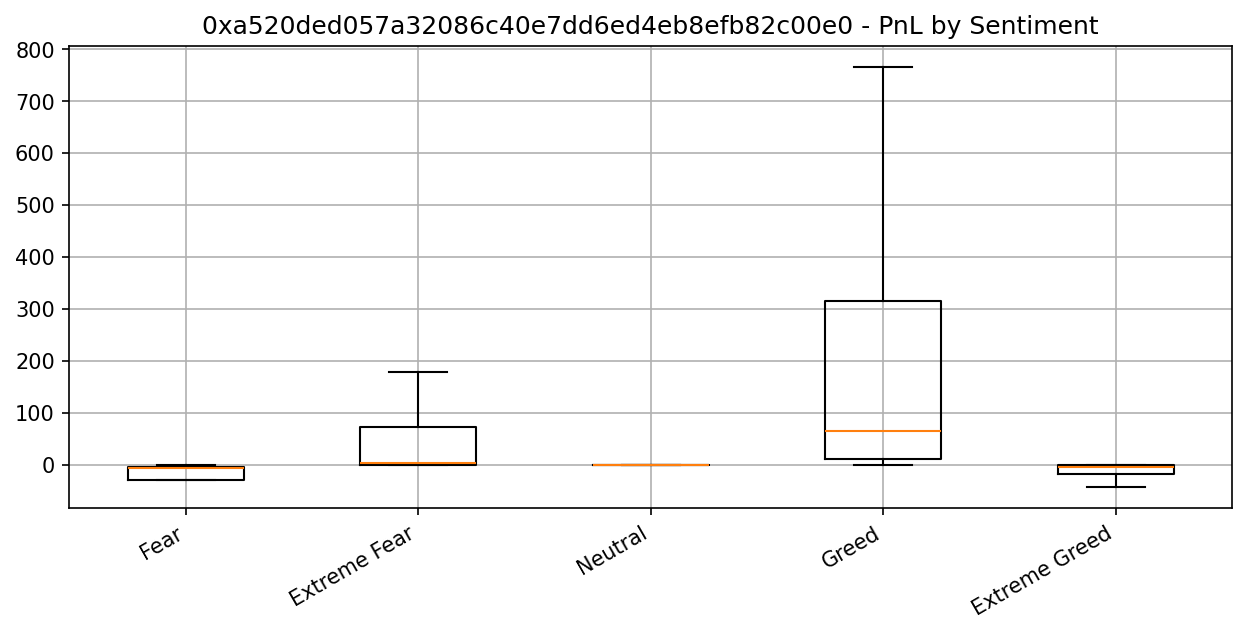 0xa520ded057a32086c40e7dd6ed4eb8efb82c00e0 - PnL by Sentiment
800
700
600
500
400
300
200
100
0
Fear
Extreme Fear
Neutral
Greed
Extreme Greed